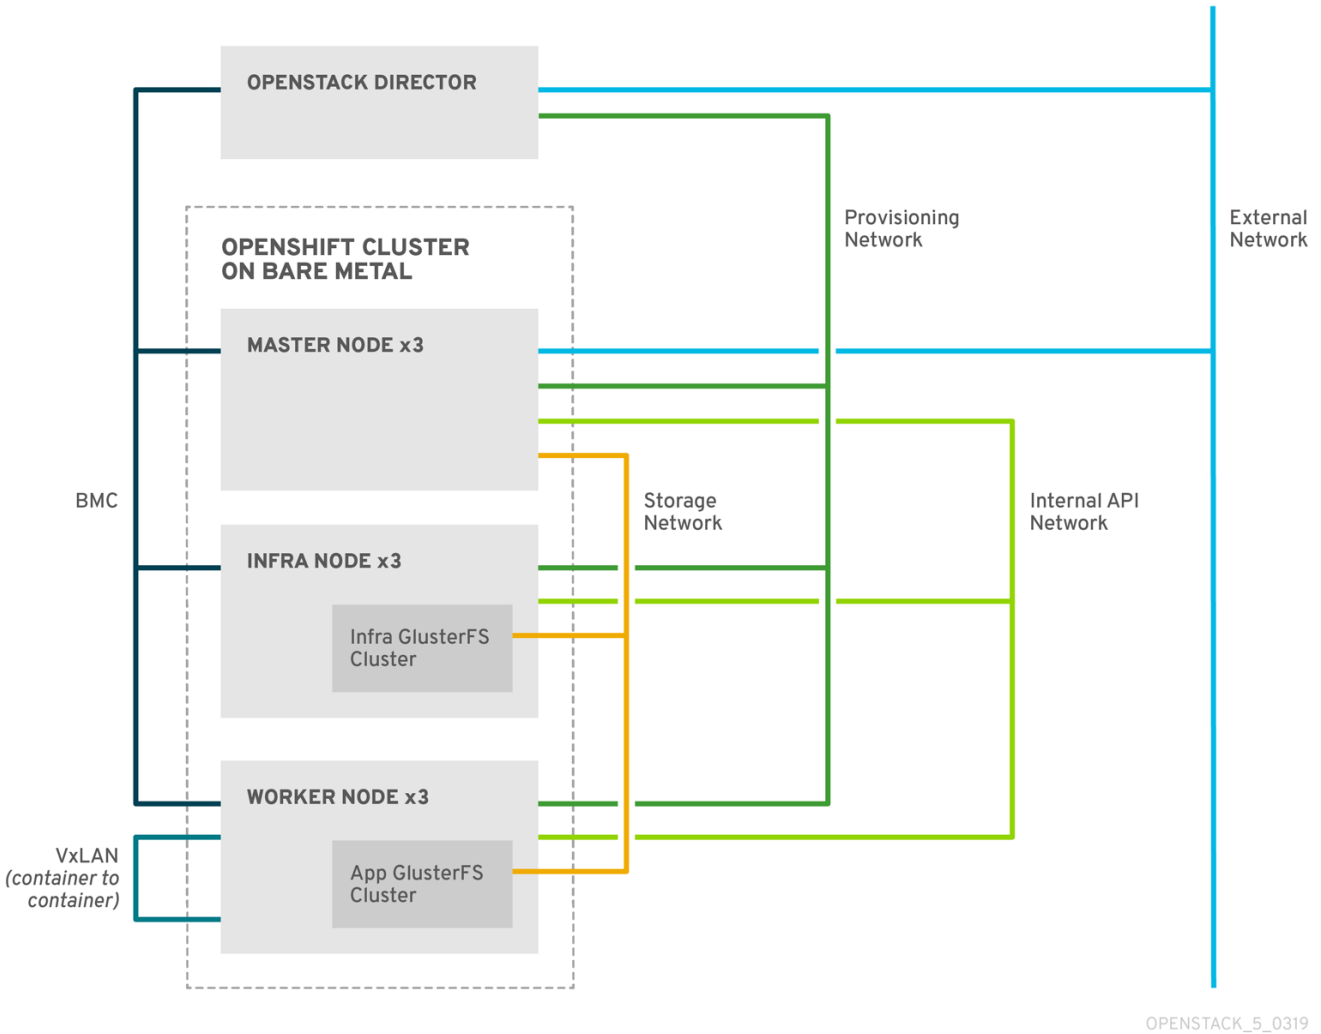 OPENSTACK DIRECTOR
Provisioning
Network
External
Network
OPENSHIFT CLUSTER
ON BARE METAL
MASTER NODE x3
BMC
Storage
Network
Internal API
Network
INFRA NODE x3
Infra GlusterFS
Cluster
WORKER NODE x3
VxLAN
(container to
container)
App GlusterFS
Cluster
OPENSTACK_5_0319